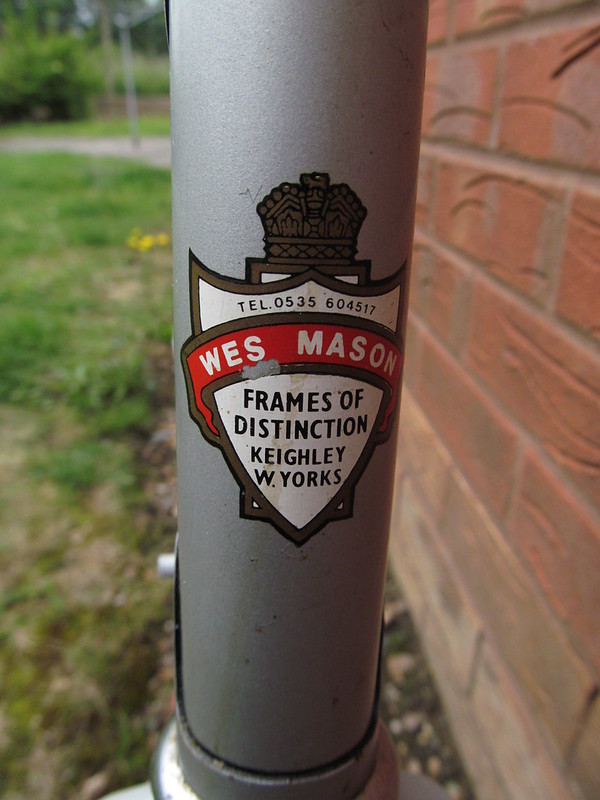 TEL.0535 604517
WES MASON
FRAMES OF
DISTINCTION
KEIGHLEY
W.YORKS